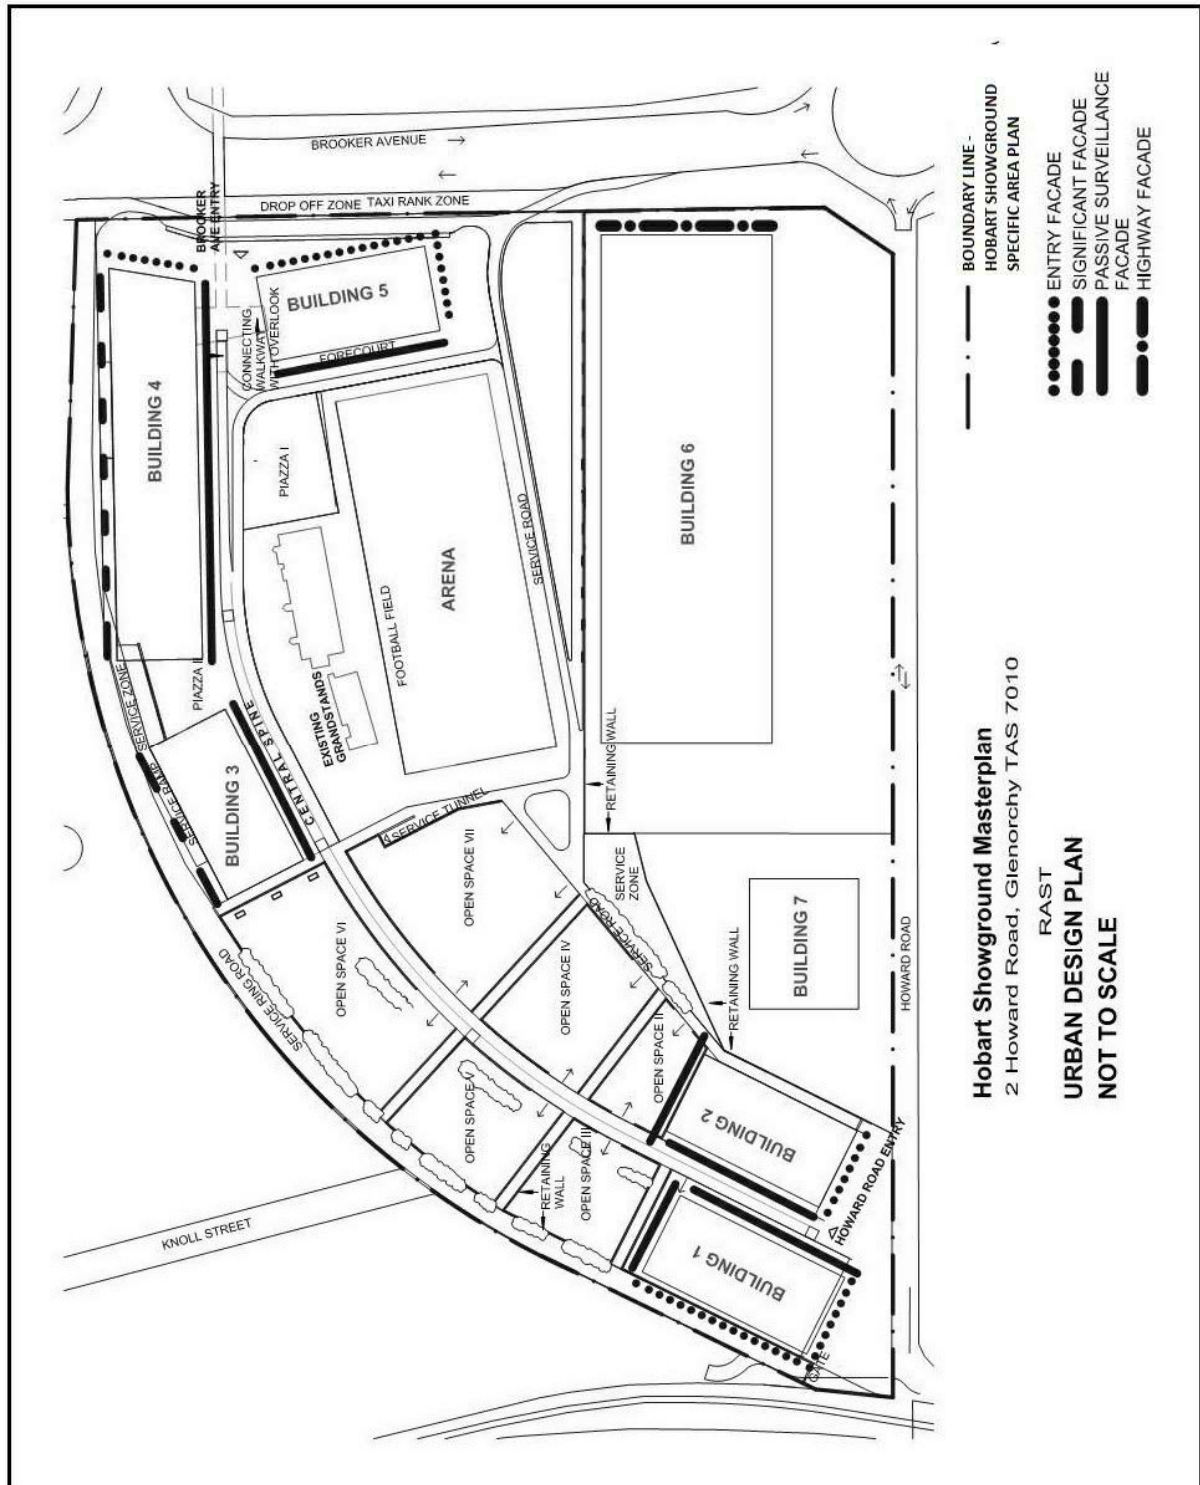 BROOKER AVENUE
DROP OFF ZONE TAXI RANK ZONE
BROOKER
AVE ENTRY
BUILDING 5
CONNECTING
WALKWAY
WITH OVERLOOK
FORECOURT
BUILDING 4
PIAZZA I
ARENA
FOOTBALL FIELD
SERVICE ROAD
EXISTING
GRANDSTANDS
BUILDING 6
PIAZZA II
SERVICE ZONE
SERVICE RAMP
BUILDING 3
CENTRAL SPINE
SERVICE TUNNEL
RETAINING WALL
OPEN SPACE VII
SERVICE
ZONE
SERVICE ROAD
OPEN SPACE VI
SERVICE RING ROAD
OPEN SPACE IV
BUILDING 7
RETAINING WALL
HOWARD ROAD
OPEN SPACE II
OPEN SPACE V
OPEN SPACE III
RETAINING
WALL
KNOLL STREET
BUILDING 2
BUILDING 1
HOWARD ROAD ENTRY
GATE
BOUNDARY LINE -
HOBART SHOWGROUND
SPECIFIC AREA PLAN
ENTRY FACADE
SIGNIFICANT FACADE
PASSIVE SURVEILLANCE
FACADE
HIGHWAY FACADE
Hobart Showground Masterplan
2 Howard Road, Glenorchy TAS 7010
RAST
URBAN DESIGN PLAN
NOT TO SCALE